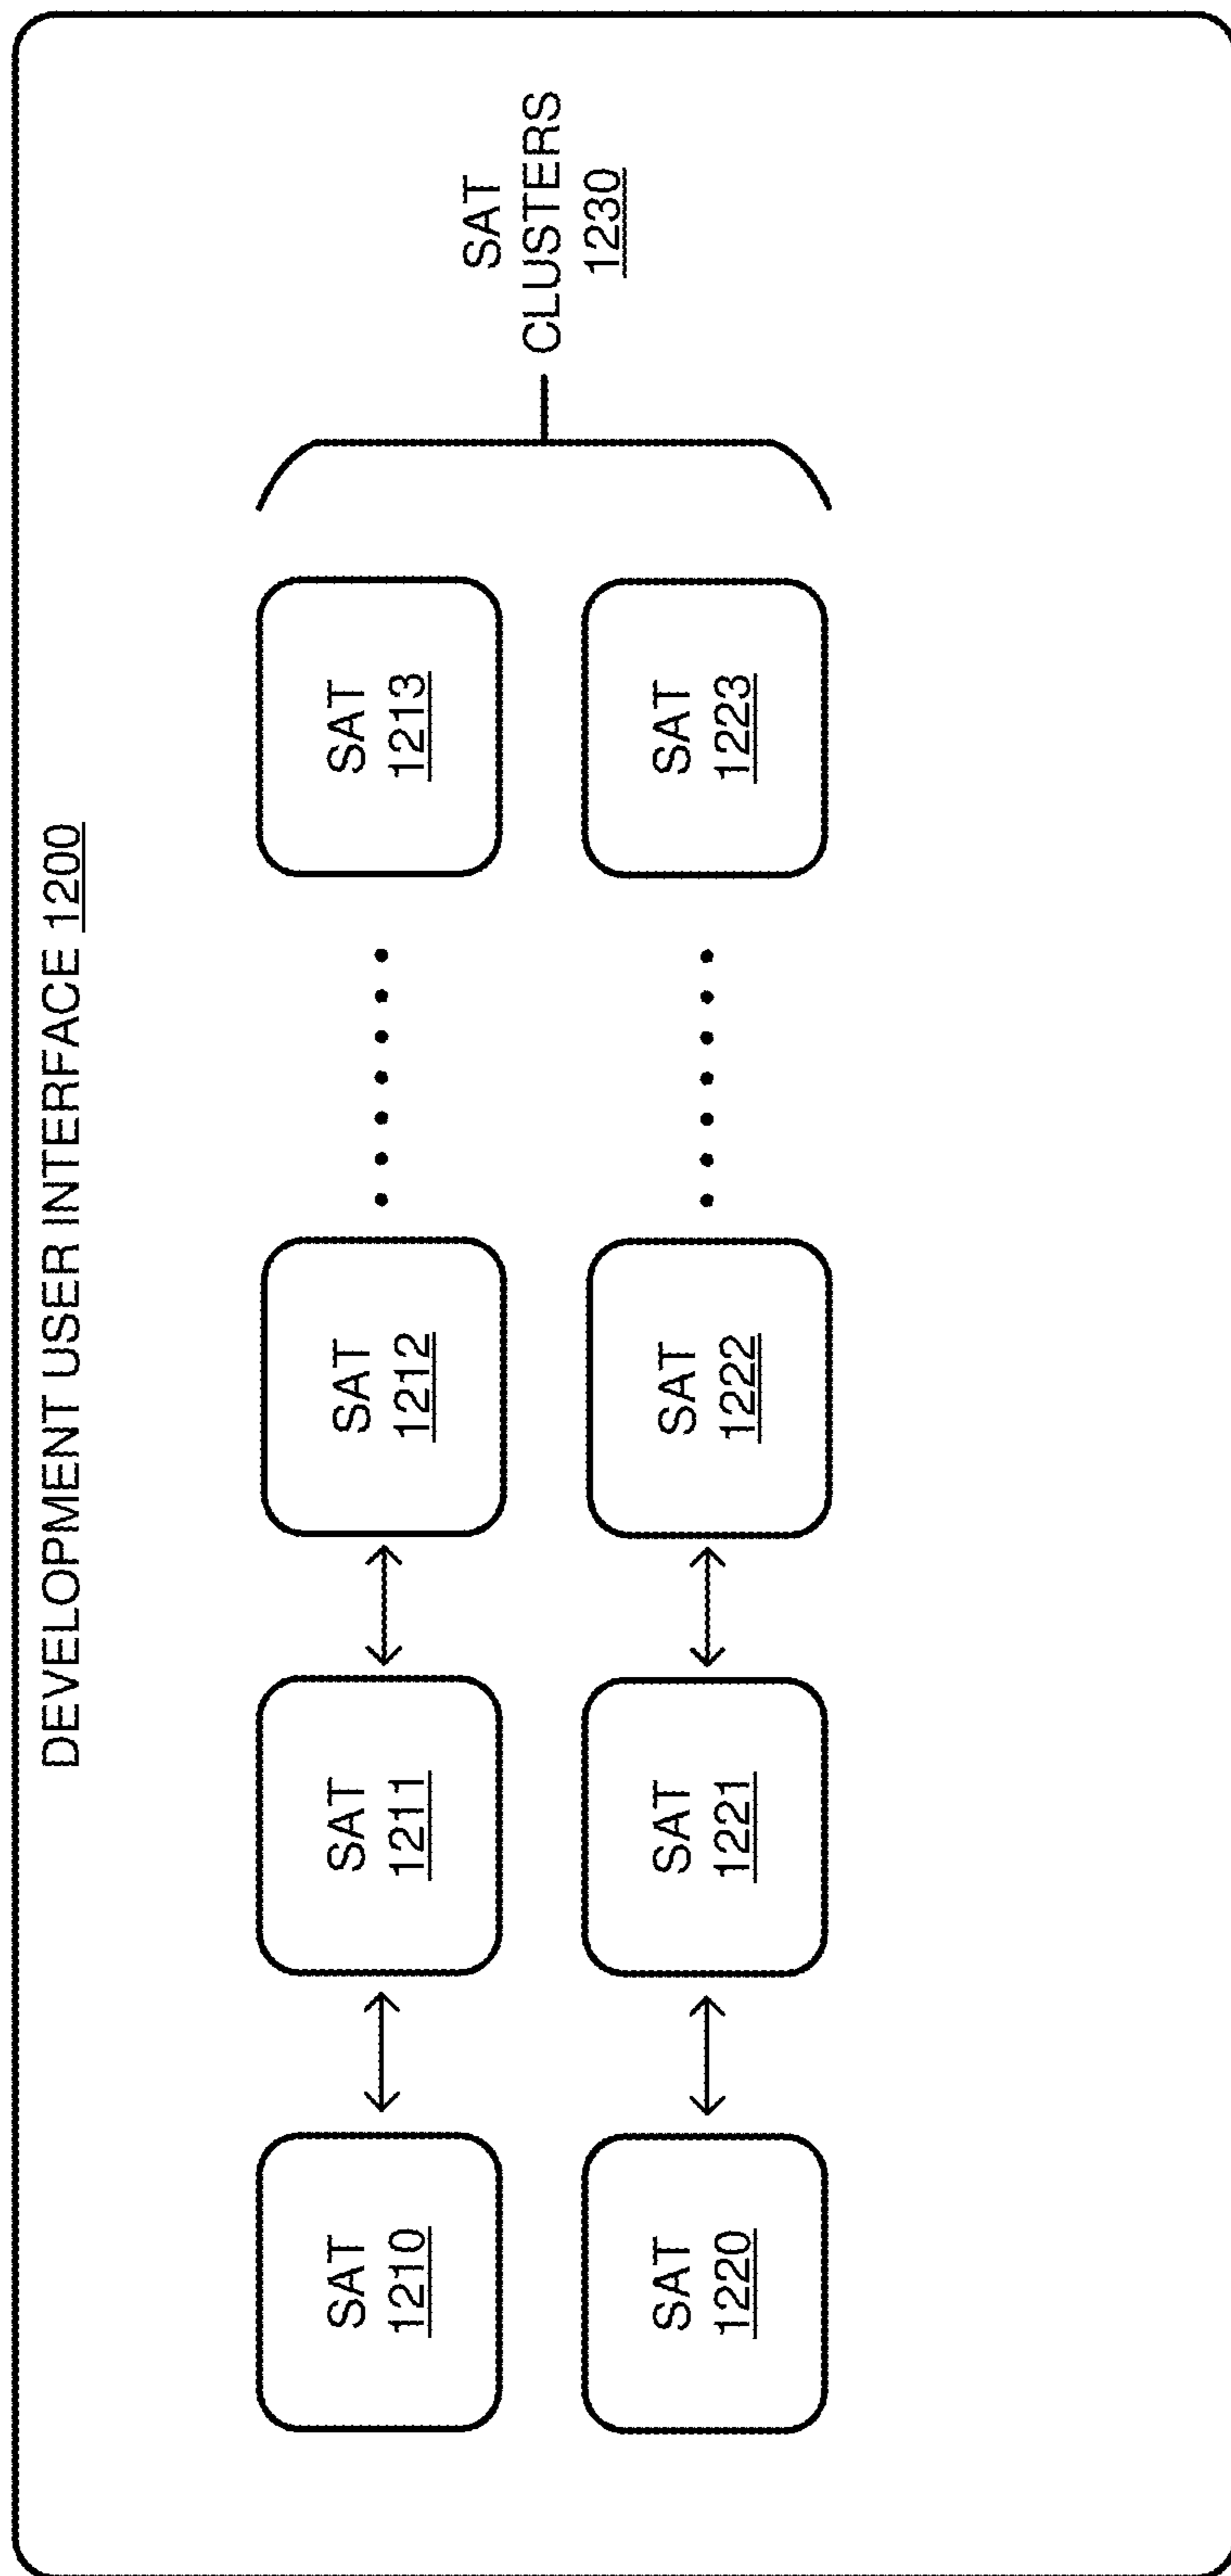 DEVELOPMENT USER INTERFACE 1200
SAT
1210
SAT
1211
SAT
1212
SAT
1213
SAT
1220
SAT
1221
SAT
1222
SAT
1223
SAT
CLUSTERS
1230